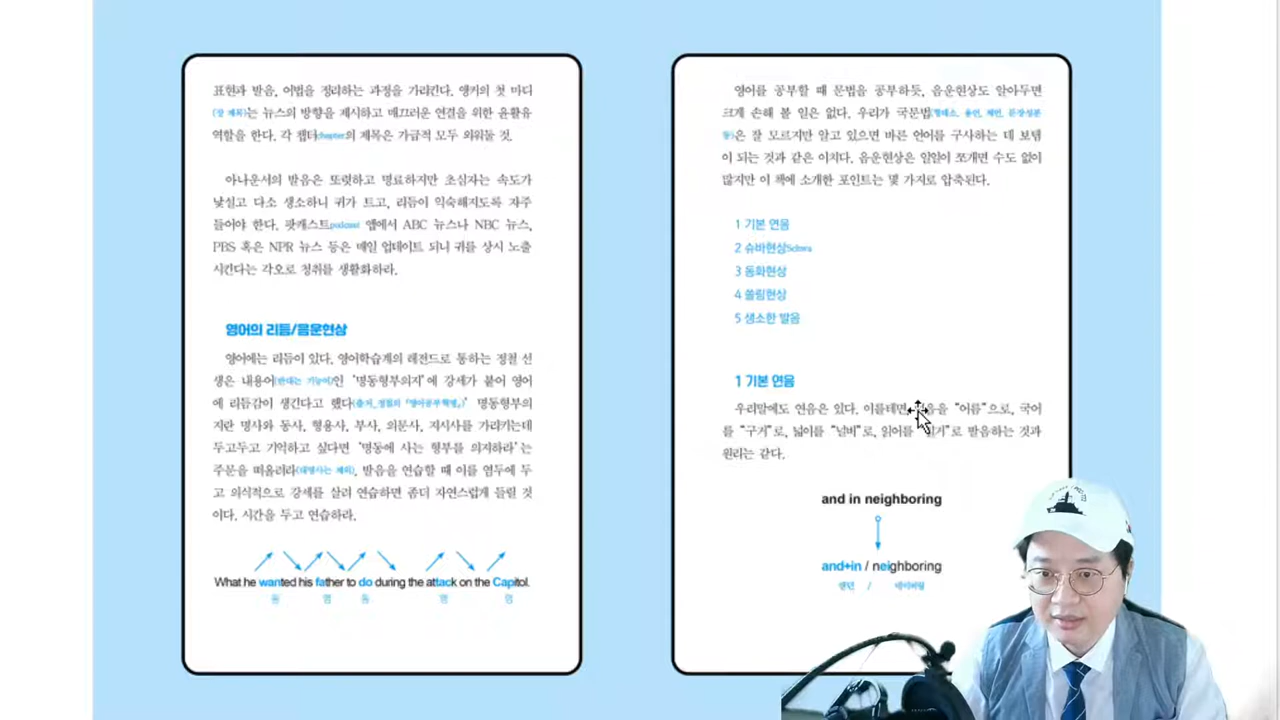 표현과 발음, 어법을 정리하는 과정을 가리킨다. 앵커의 첫 마디
(장 제목)는 뉴스의 방향을 제시하고 매끄러운 연결을 위한 윤활유
역할을 한다. 각 챕터chapter의 제목은 가급적 모두 외워둘 것.
아나운서의 발음은 또렷하고 명료하지만 초심자는 속도가
낯설고 다소 생소하니 귀가 트고, 리듬이 익숙해지도록 자주
들어야 한다. 팟캐스트podcast 앱에서 ABC 뉴스나 NBC 뉴스,
PBS 혹은 NPR 뉴스 등은 매일 업데이트 되니 귀를 상시 노출
시킨다는 각오로 청취를 생활화하라.
영어의 리듬/음운현상
영어에는 리듬이 있다. 영어학습계의 레전드로 통하는 정철 선
생은 내용어(반대는 기능어)인 '명동형부의지'에 강세가 붙어 영어
에 리듬감이 생긴다고 했다(출거_정철의 「영어공부혁명」)' 명동형부의
지란 명사와 동사, 형용사, 부사, 의문사, 지시사를 가리키는데
두고두고 기억하고 싶다면 '명동에 사는 형부를 의지하라'는
주문을 떠올려라(대명사는 제외). 발음을 연습할 때 이를 염두에 두
고 의식적으로 강세를 살려 연습하면 좀더 자연스럽게 들릴 것
이다. 시간을 두고 연습하라.
What he wanted his father to do during the attack on the Capitol.
동 명 동 명 명
영어를 공부할 때 문법을 공부하듯, 음운현상도 알아두면
크게 손해 볼 일은 없다. 우리가 국문법(형태소, 용언, 체언, 문장성분
등)은 잘 모르지만 알고 있으면 바른 언어를 구사하는 데 보탬
이 되는 것과 같은 이치다. 음운현상은 일일이 쪼개면 수도 없이
많지만 이 책에 소개한 포인트는 몇 가지로 압축된다.
1 기본 연음
2 슈바현상Schwa
3 동화현상
4 쏠림현상
5 생소한 발음
1 기본 연음
우리말에도 연음은 있다. 이를테면 "어름"으로, 국어
를 "구거"로, 넓이를 "널비"로, 읽어를 로 발음하는 것과
원리는 같다.
and in neighboring
and+in / neighboring
앤던 / 네이버링